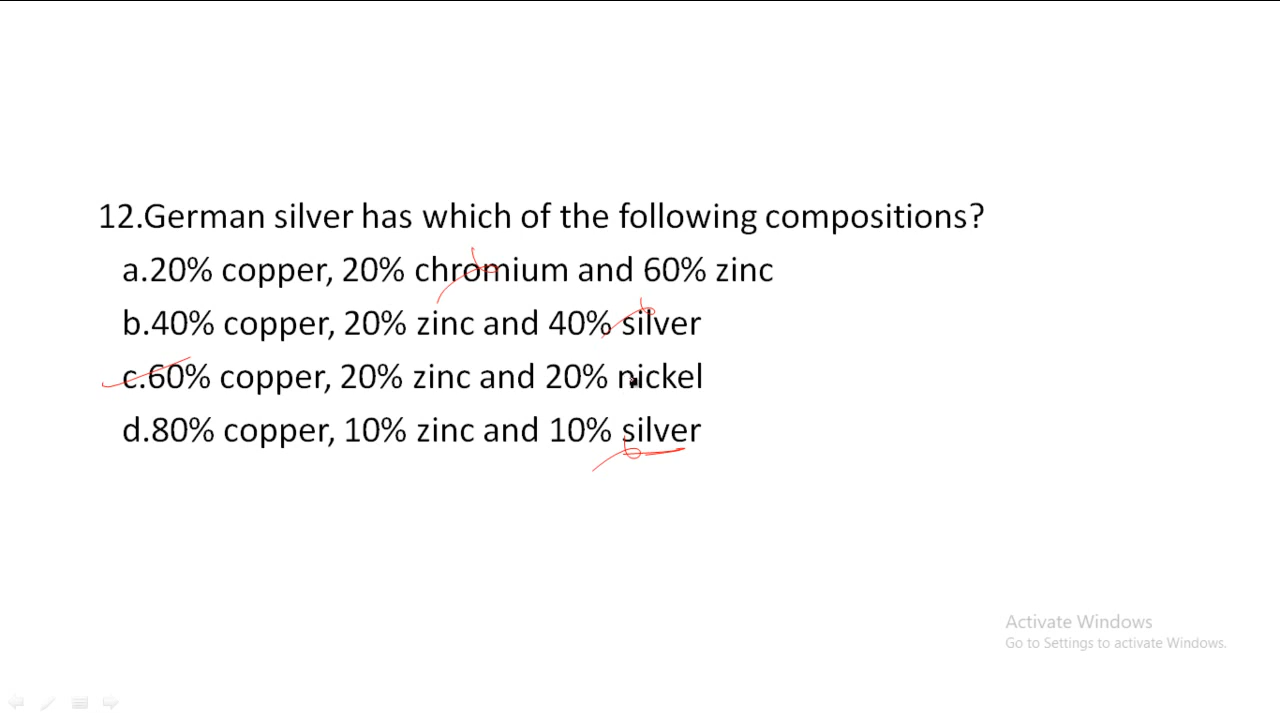 12.German silver has which of the following compositions?
a.20% copper, 20% chromium and 60% zinc
b.40% copper, 20% zinc and 40% silver
c.60% copper, 20% zinc and 20% nickel
d.80% copper, 10% zinc and 10% silver
Activate Windows
Go to Settings to activate Windows.